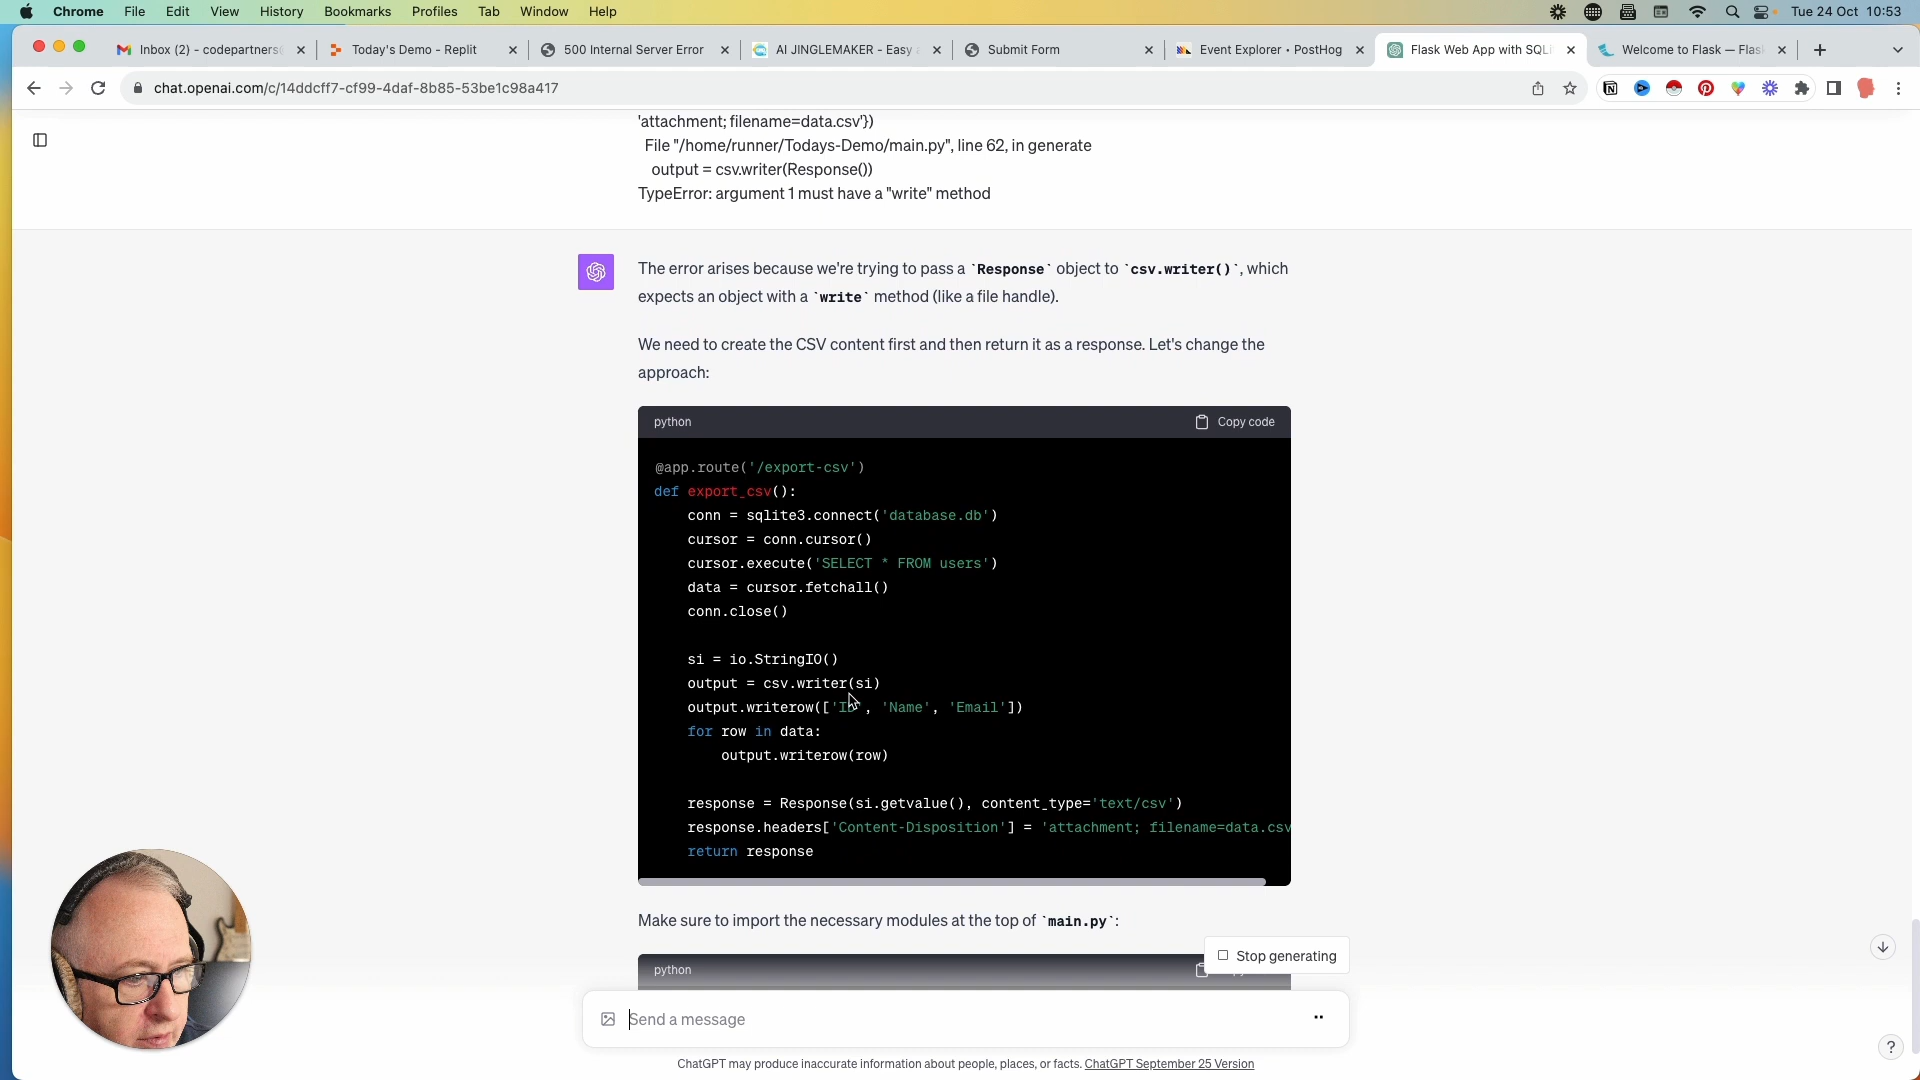 Chrome File Edit View History Bookmarks Profiles Tab Window Help Tue 24 Oct 10:53
Inbox (2) - codepartners Today's Demo - Replit 500 Internal Server Error AI JINGLEMAKER - Easy Submit Form Event Explorer • PostHog Flask Web App with SQL Welcome to Flask — Flas
chat.openai.com/c/14ddcff7-cf99-4daf-8b85-53be1c98a417
'attachment; filename=data.csv'})
File "/home/runner/Todays-Demo/main.py", line 62, in generate
output = csv.writer(Response())
TypeError: argument 1 must have a "write" method
The error arises because we're trying to pass a `Response` object to `csv.writer()`, which
expects an object with a `write` method (like a file handle).
We need to create the CSV content first and then return it as a response. Let's change the
approach:
python Copy code
@app.route('/export-csv')
def export_csv():
conn = sqlite3.connect('database.db')
cursor = conn.cursor()
cursor.execute('SELECT * FROM users')
data = cursor.fetchall()
conn.close()
si = io.StringIO()
output = csv.writer(si)
output.writerow(['ID', 'Name', 'Email'])
for row in data:
output.writerow(row)
response = Response(si.getvalue(), content_type='text/csv')
response.headers['Content-Disposition'] = 'attachment; filename=data.csv
return response
Make sure to import the necessary modules at the top of `main.py`:
Stop generating
python
Send a message
ChatGPT may produce inaccurate information about people, places, or facts. ChatGPT September 25 Version
?